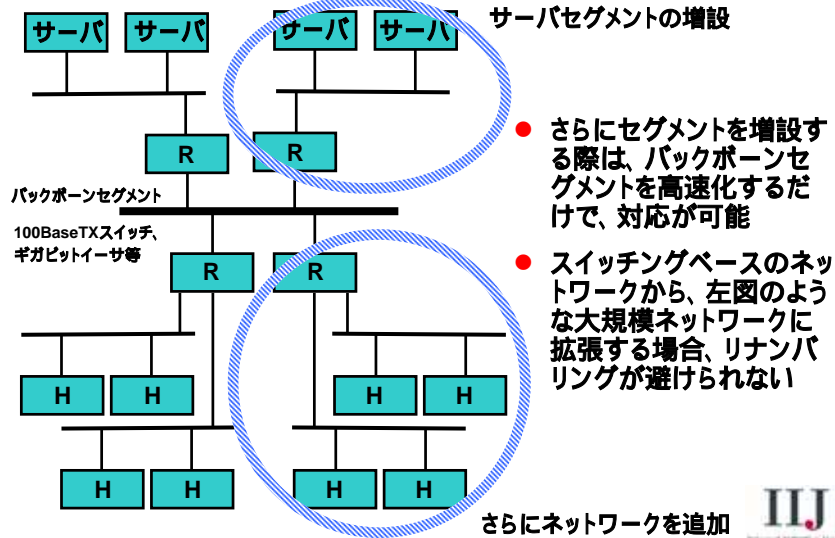 サーバ サーバ サーバ サーバ
サーバセグメントの増設
R R
バックボーンセグメント
100BaseTXスイッチ、
ギガビットイーサ等
R R
H H H H
H H H H
● さらにセグメントを増設す
る際は、バックボーンセ
グメントを高速化するだ
けで、対応が可能
● スイッチングベースのネッ
トワークから、左図のよう
な大規模ネットワークに
拡張する場合、リナンバ
リングが避けられない
さらにネットワークを追加
IIJ